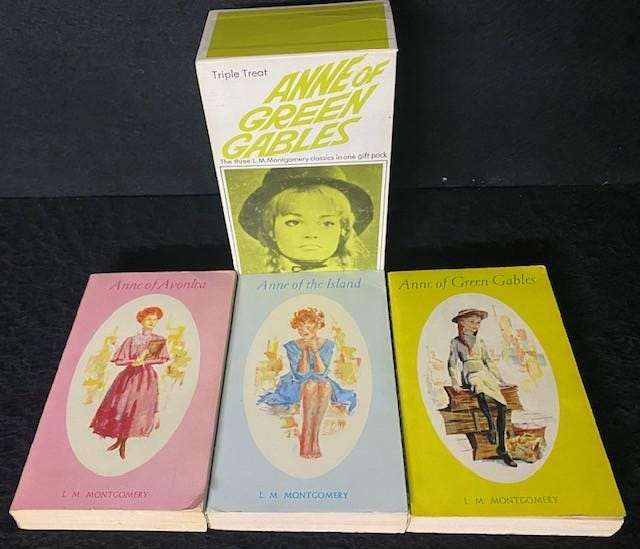 Triple Treat
ANNE OF
GREEN
GABLES
The three L.M.Montgomery classics in one gift pack
Anne of Avonlea
L. M. MONTGOMERY
Anne of the Island
L. M. MONTGOMERY
Anne of Green Gables
L. M. MONTGOMERY